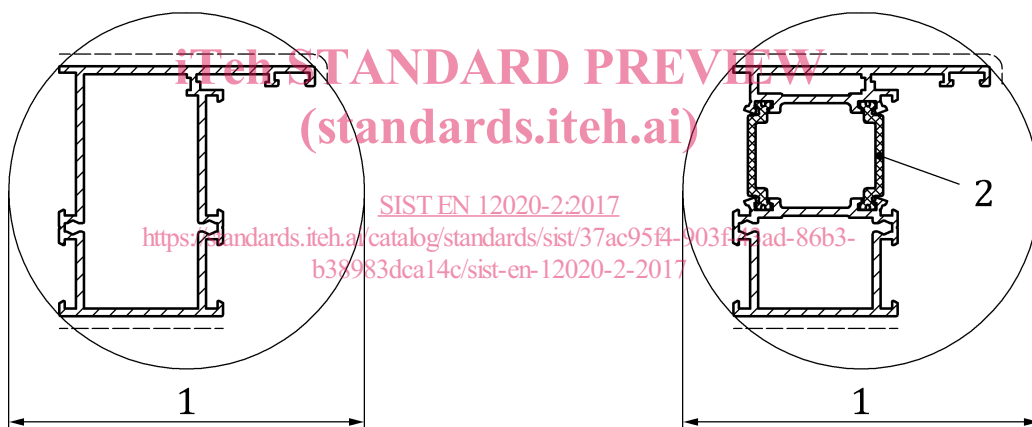 iTeh STANDARD PREVIEW
(standards.iteh.ai)
2
SIST EN 12020-2:2017
https://standards.iteh.ai/catalog/standards/sist/37ac95f4-903f-42ad-86b3-
b38983dca14c/sist-en-12020-2-2017
1
1